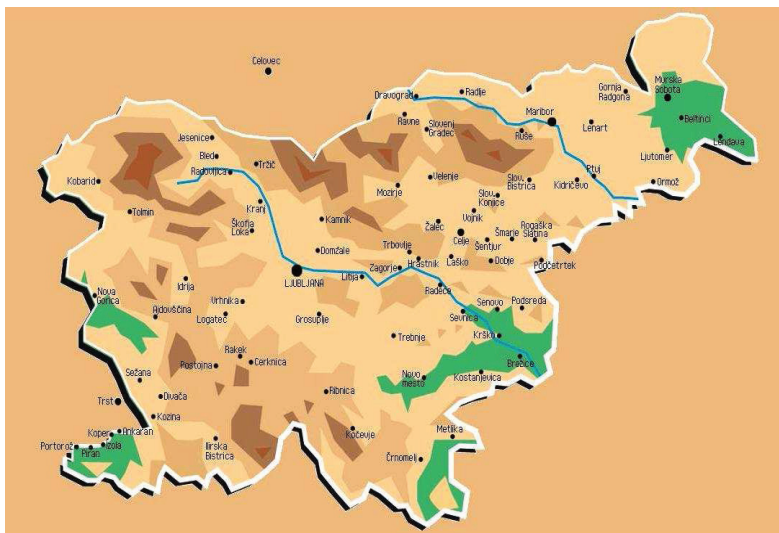 Celovec
Dravograd
Radlje
Gornja
Radgona
Murska
Sobota
Maribor
Ravne
Slovenj
Gradec
Ruše
Lenart
Beltinci
Lendava
Jesenice
Bled
Radovljica
Tržič
Ljutomer
Ptuj
Kobarid
Mozirje
Velenje
Slov.
Bistrica
Kidričevo
Ormož
Slov.
Konjice
Tolmin
Kranj
Škofja
Loka
Kamnik
Vojnik
Žalec
Celje
Šmarje
Rogaška
Slatina
Šentjur
Domžale
Trbovlje
Hrastnik
Laško
Dobje
Podčetrtek
Zagorje
LJUBLJANA
Litija
Idrija
Radeče
Nova
Gorica
Ajdovščina
Vrhnika
Logatec
Grosuplje
Senovo
Podsreda
Sevnica
Krško
Trebnje
Rakek
Cerknica
Postojna
Brežice
Sežana
Novo
mesto
Kostanjevica
Trst
Divača
Ribnica
Kozina
Koper
Ankaran
Portorož
Piran
Izola
Ilirska
Bistrica
Kočevje
Metlika
Črnomelj